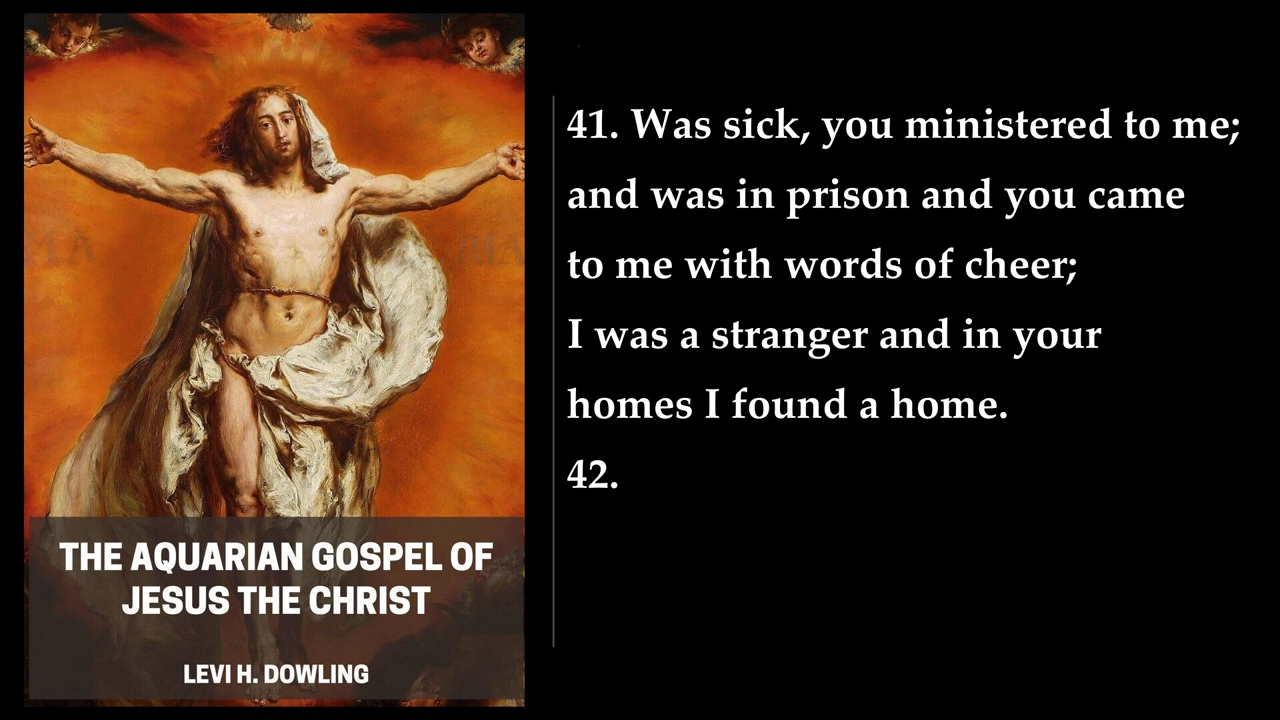 41. Was sick, you ministered to me;
and was in prison and you came
to me with words of cheer;
I was a stranger and in your
homes I found a home.
42.
THE AQUARIAN GOSPEL OF
JESUS THE CHRIST
LEVI H. DOWLING